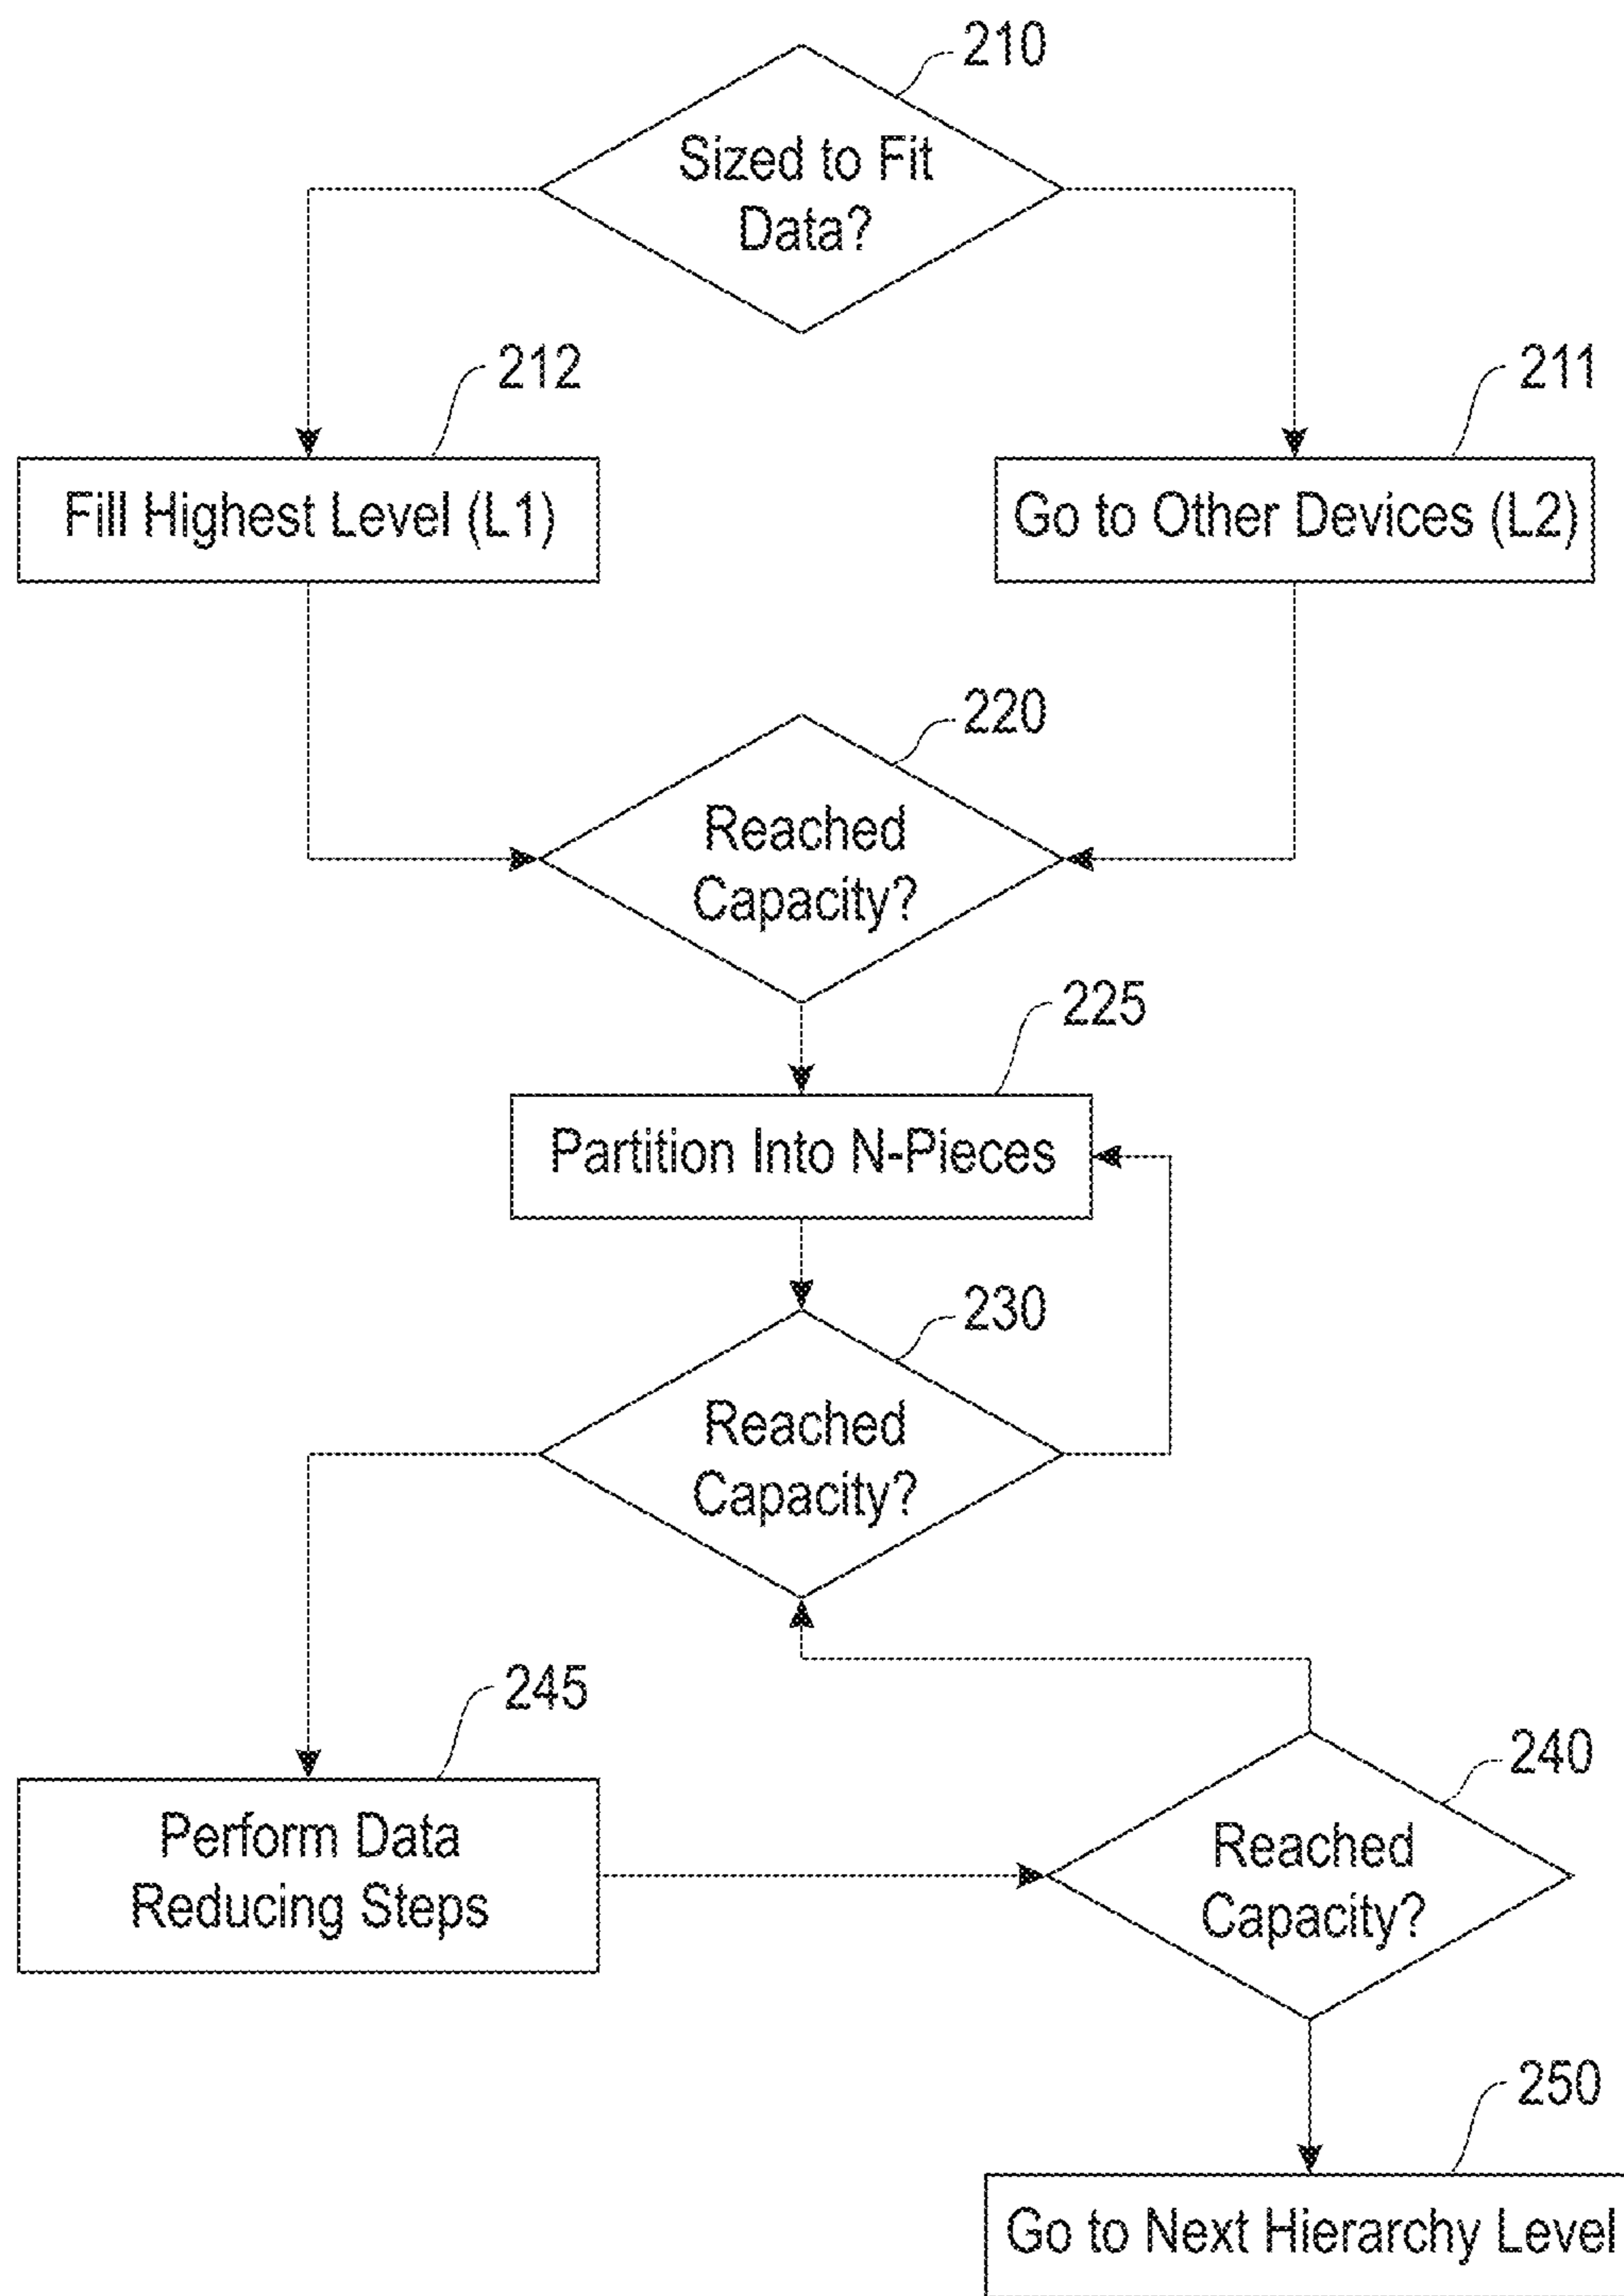 210
Sized to Fit
Data?
212
211
Fill Highest Level (L1)
Go to Other Devices (L2)
220
Reached
Capacity?
225
Partition Into N-Pieces
230
Reached
Capacity?
245
240
Perform Data
Reducing Steps
Reached
Capacity?
250
Go to Next Hierarchy Level